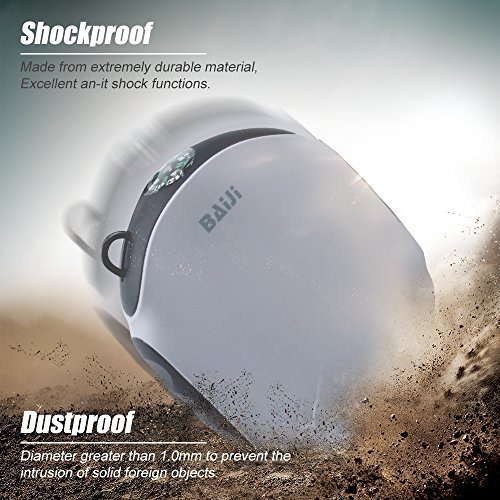 Shockproof
Made from extremely durable material,
Excellent an-it shock functions.
BAIJI
Dustproof
Diameter greater than 1.0mm to prevent the
intrusion of solid foreign objects.